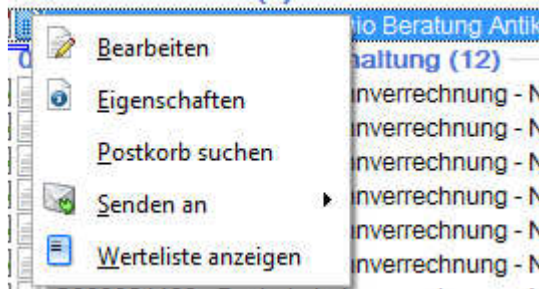 io Beratung Antik
Bearbeiten
haltung (12)
Eigenschaften
nverrechnung - N
Postkorb suchen
nverrechnung - N
nverrechnung - N
Senden an
nverrechnung - N
nverrechnung - N
Werteliste anzeigen
nverrechnung - N